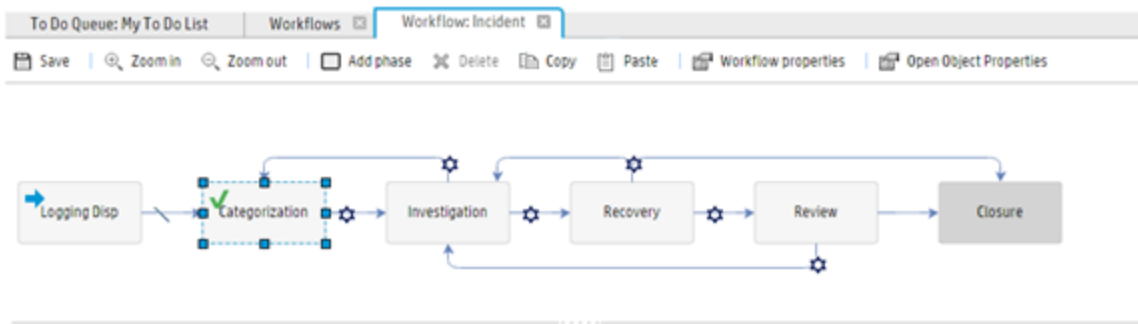 To Do Queue: My To Do List Workflows Workflow: Incident
Save Zoom in Zoom out Add phase Delete Copy Paste Workflow properties Open Object Properties
Logging Disp Categorization Investigation Recovery Review Closure